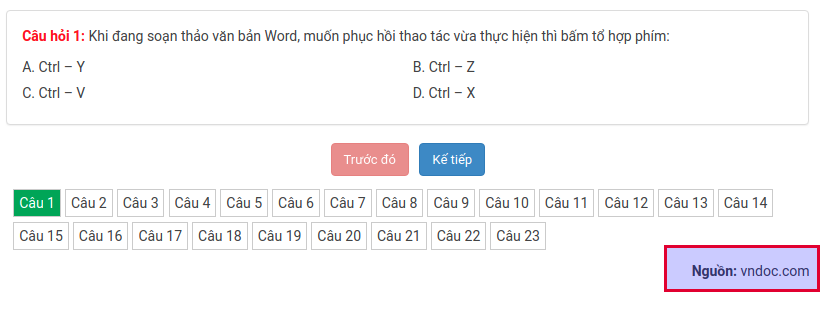 Câu hỏi 1: Khi đang soạn thảo văn bản Word, muốn phục hồi thao tác vừa thực hiện thì bấm tổ hợp phím:
A. Ctrl – Y
B. Ctrl – Z
C. Ctrl – V
D. Ctrl – X
Trước đó Kế tiếp
Câu 1 Câu 2 Câu 3 Câu 4 Câu 5 Câu 6 Câu 7 Câu 8 Câu 9 Câu 10 Câu 11 Câu 12 Câu 13 Câu 14
Câu 15 Câu 16 Câu 17 Câu 18 Câu 19 Câu 20 Câu 21 Câu 22 Câu 23
Nguồn: vndoc.com